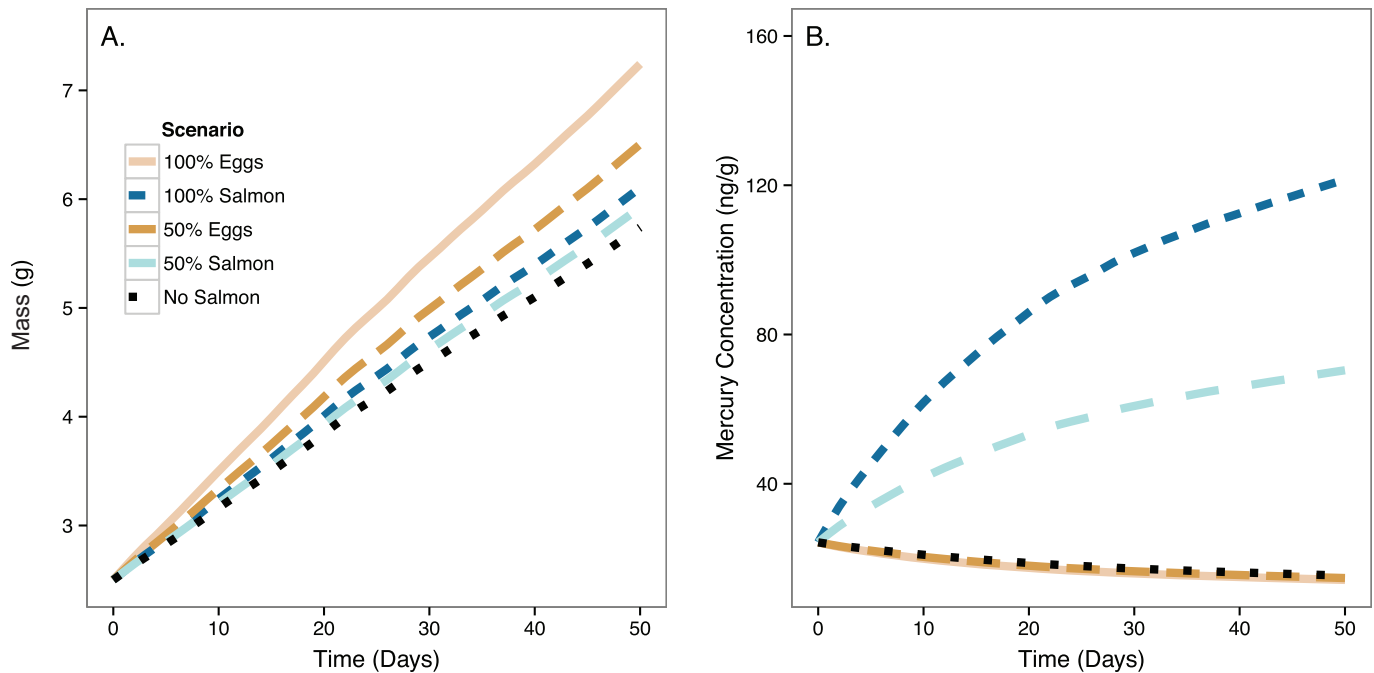 A.
Mass (g)
7
6
5
4
3
Scenario
100% Eggs
100% Salmon
50% Eggs
50% Salmon
No Salmon
0 10 20 30 40 50
Time (Days)
B.
Mercury Concentration (ng/g)
160
120
80
40
0 10 20 30 40 50
Time (Days)